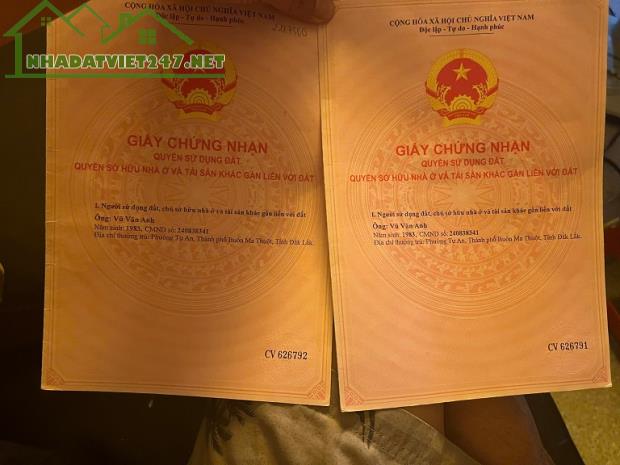 NHADATVIET247.NET
CỘNG HÒA XÃ HỘI CHỦ NGHĨA VIỆT NAM
Độc lập - Tự do - Hạnh phúc
GIẤY CHỨNG NHẬN
QUYỀN SỬ DỤNG ĐẤT
QUYỀN SỞ HỮU NHÀ Ở VÀ TÀI SẢN KHÁC GẮN LIỀN VỚI ĐẤT
I. Người sử dụng đất, chủ sở hữu nhà ở và tài sản khác gắn liền với đất
Ông: Vũ Văn Anh
Năm sinh: 1983, CMND số: 240838341
Địa chỉ thường trú: Phường Tự An, Thành phố Buôn Ma Thuột, Tỉnh Đăk Lăk.
CV 626792
CỘNG HÒA XÃ HỘI CHỦ NGHĨA VIỆT NAM
Độc lập - Tự do - Hạnh phúc
GIẤY CHỨNG NHẬN
QUYỀN SỬ DỤNG ĐẤT
QUYỀN SỞ HỮU NHÀ Ở VÀ TÀI SẢN KHÁC GẮN LIỀN VỚI ĐẤT
I. Người sử dụng đất, chủ sở hữu nhà ở và tài sản khác gắn liền với đất
Ông: Vũ Văn Anh
Năm sinh: 1983, CMND số: 240838341
Địa chỉ thường trú: Phường Tự An, Thành phố Buôn Ma Thuột, Tỉnh Đăk Lăk.
CV 626791